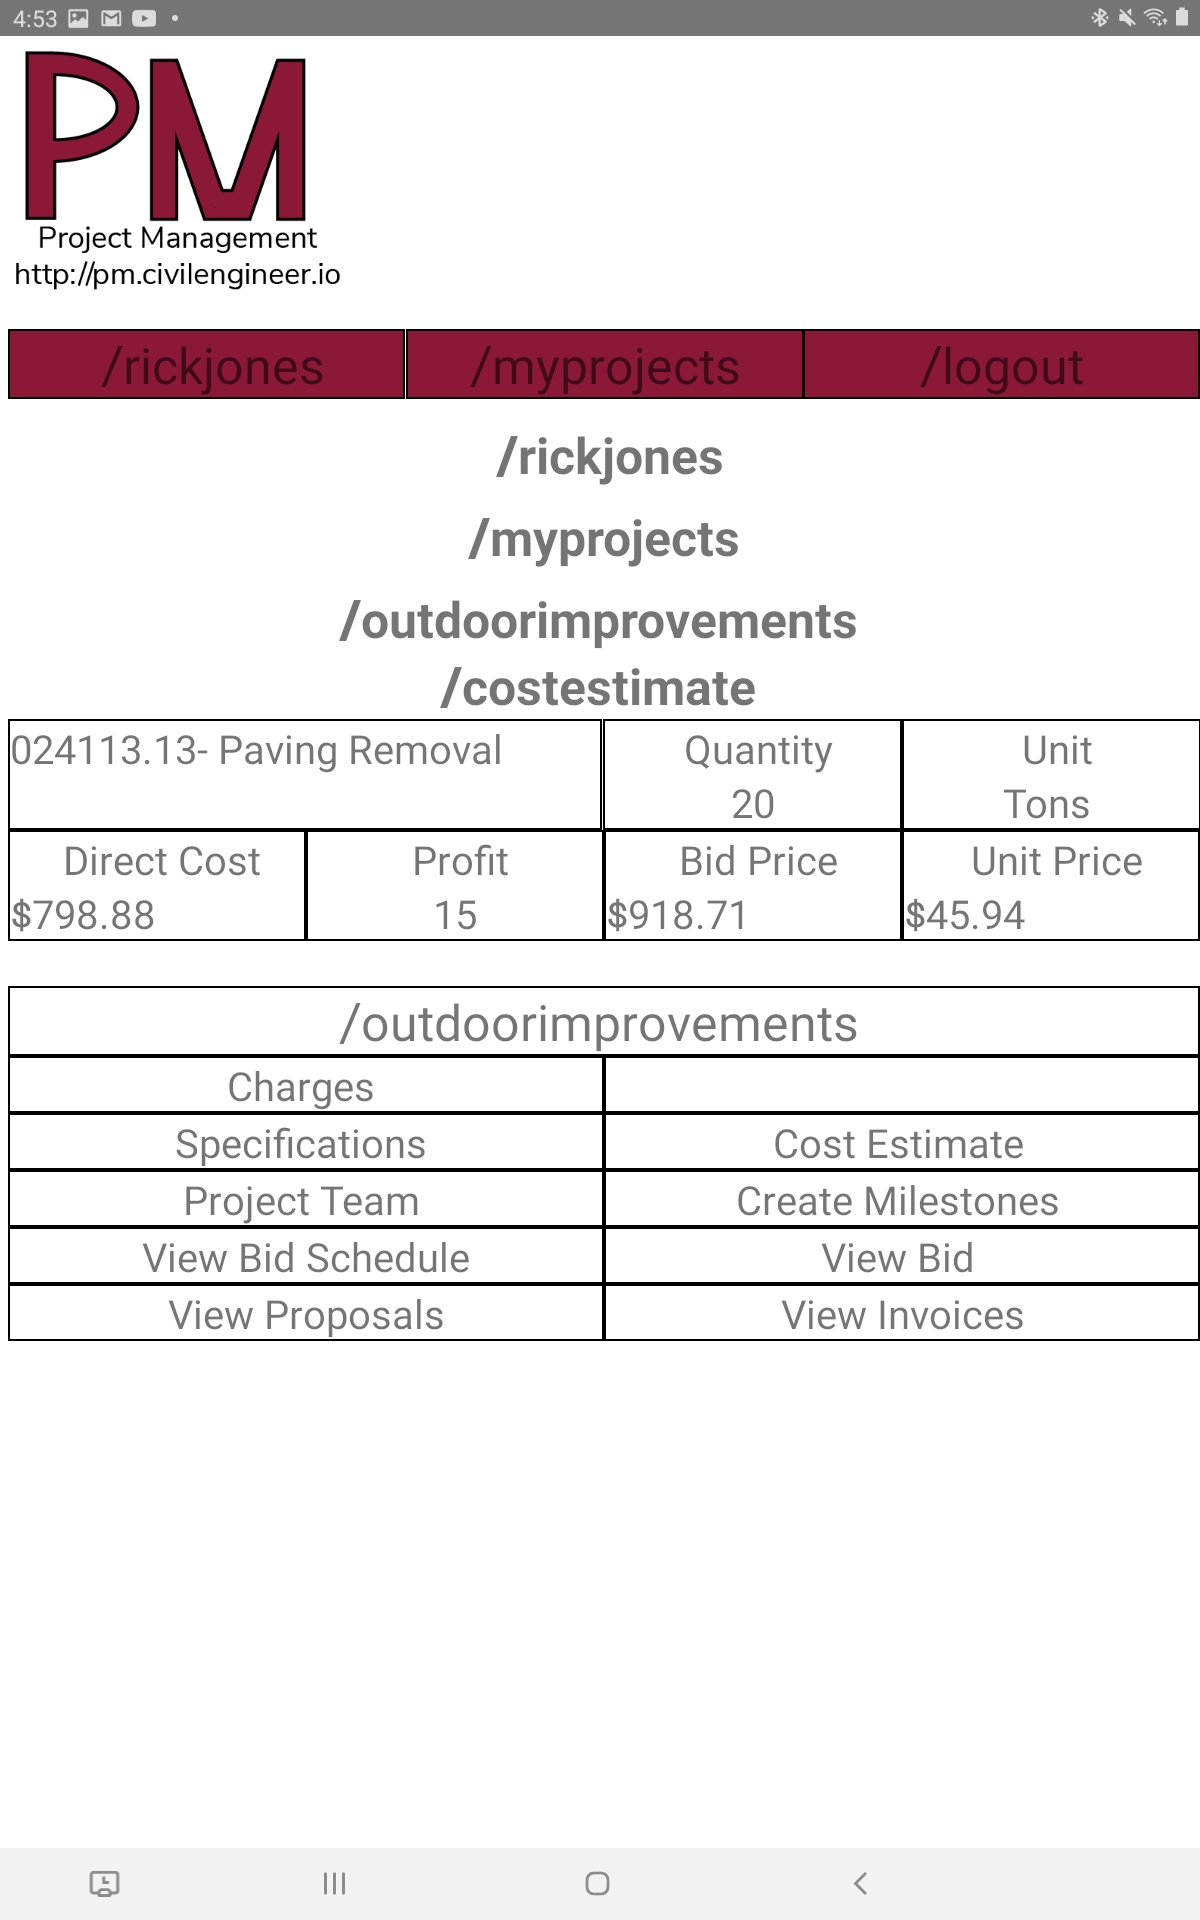 4:53
PM
Project Management
http://pm.civilengineer.io
/rickjones /myprojects /logout
/rickjones
/myprojects
/outdoorimprovements
/costestimate
024113.13- Paving Removal Quantity Unit
20 Tons
Direct Cost Profit Bid Price Unit Price
$798.88 15 $918.71 $45.94
/outdoorimprovements
Charges
Specifications Cost Estimate
Project Team Create Milestones
View Bid Schedule View Bid
View Proposals View Invoices